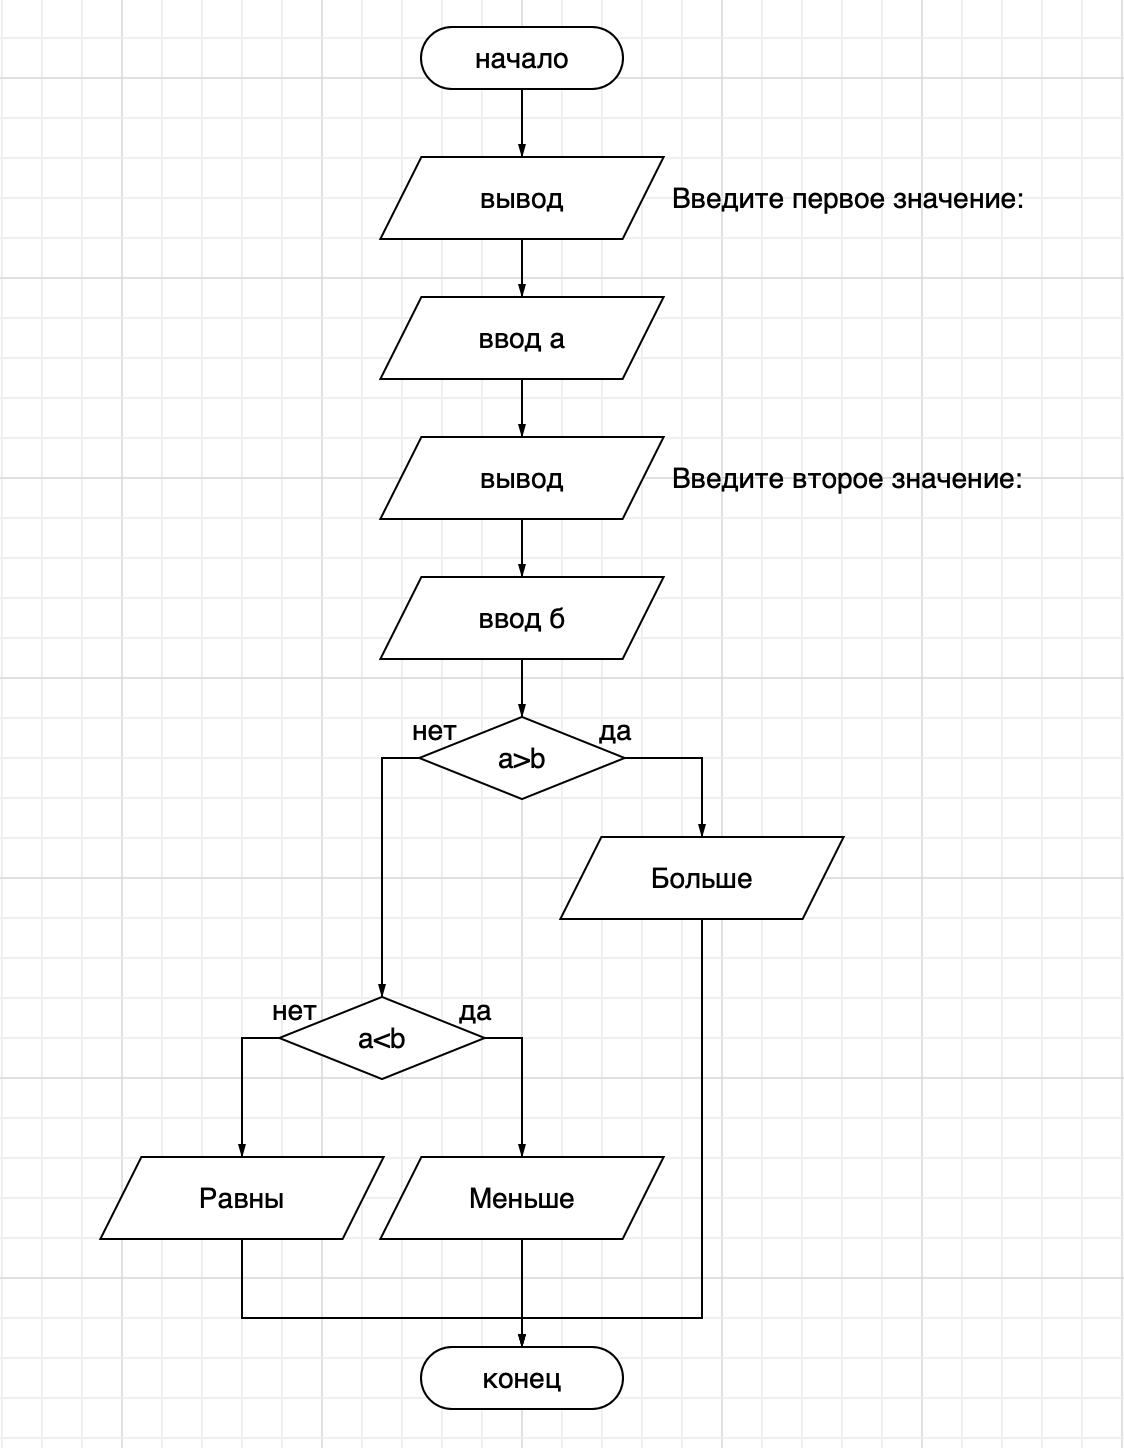 начало
вывод
Введите первое значение:
ввод а
вывод
Введите второе значение:
ввод б
нет
да
a>b
Больше
нет
да
a<b
Равны
Меньше
конец